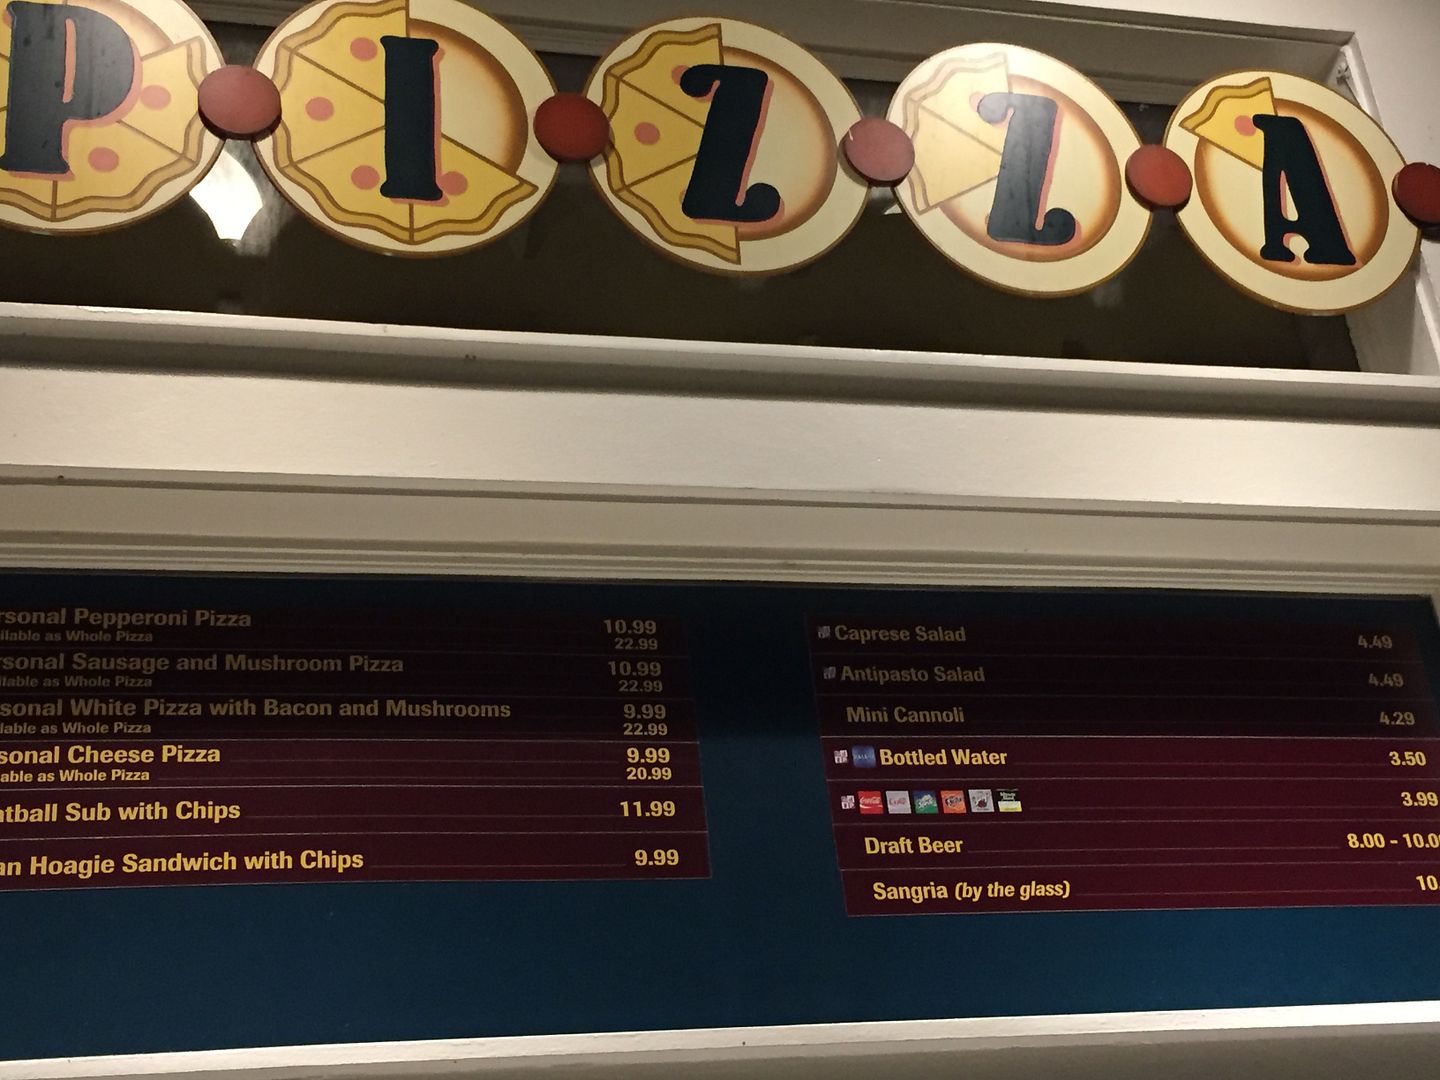 PIZZA
rsonal Pepperoni Pizza 10.99
ilable as Whole Pizza 22.99
rsonal Sausage and Mushroom Pizza 10.99
ilable as Whole Pizza 22.99
sonal White Pizza with Bacon and Mushrooms 9.99
lable as Whole Pizza 22.99
sonal Cheese Pizza 9.99
able as Whole Pizza 20.99
atball Sub with Chips 11.99
an Hoagie Sandwich with Chips 9.99
Caprese Salad 4.49
Antipasto Salad 4.49
Mini Cannoli 4.29
Bottled Water 3.50
3.99
Draft Beer 8.00 - 10.0
Sangria (by the glass) 10.